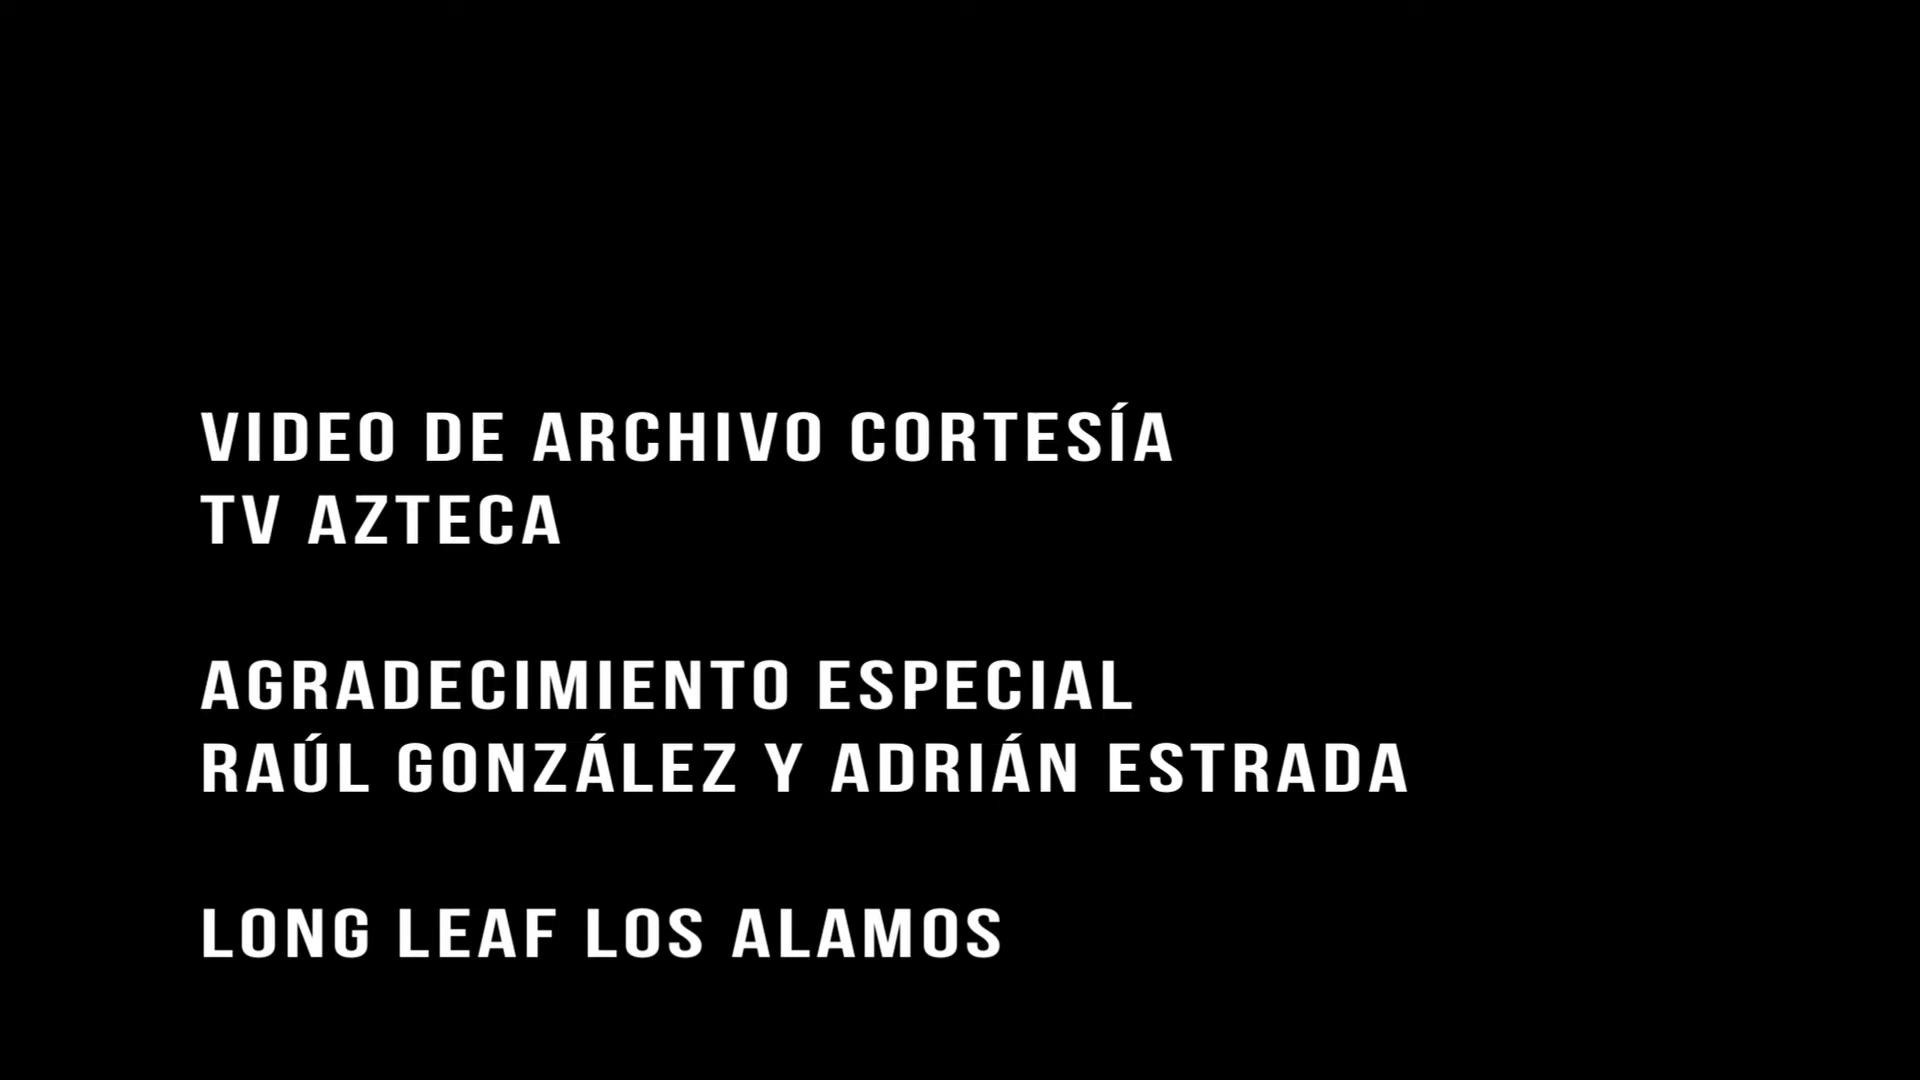 VIDEO DE ARCHIVO CORTESÍA
TV AZTECA
AGRADECIMIENTO ESPECIAL
RAÚL GONZÁLEZ Y ADRIÁN ESTRADA
LONG LEAF LOS ALAMOS